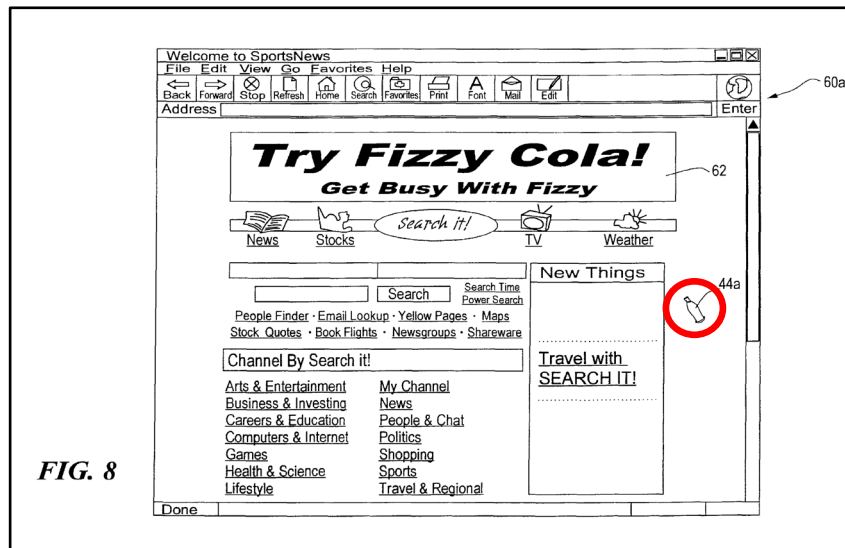 Welcome to SportsNews
File Edit View Go Favorites Help
Back Forward Stop Refresh Home Search Favorites Print Font Mail Edit
60a
Address Enter
Try Fizzy Cola!
Get Busy With Fizzy
62
Search it!
News Stocks TV Weather
New Things
44a
Search Search Time
Power Search
People Finder · Email Lookup · Yellow Pages · Maps
Stock Quotes · Book Flights · Newsgroups · Shareware
Channel By Search it!
Travel with
SEARCH IT!
Arts & Entertainment My Channel
Business & Investing News
Careers & Education People & Chat
Computers & Internet Politics
Games Shopping
Health & Science Sports
Lifestyle Travel & Regional
FIG. 8
Done